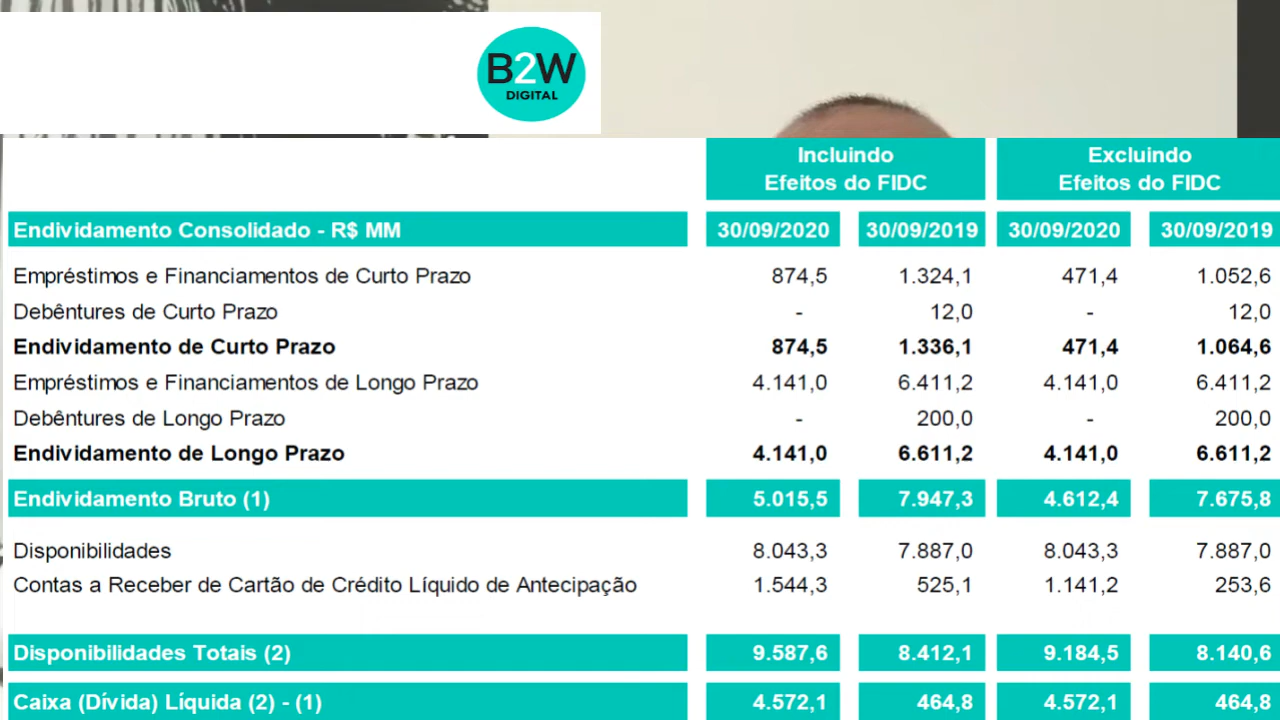 B2W
DIGITAL
Incluindo
Efeitos do FIDC
Excluindo
Efeitos do FIDC
Endividamento Consolidado - R$ MM 30/09/2020 30/09/2019 30/09/2020 30/09/2019
Empréstimos e Financiamentos de Curto Prazo 874,5 1.324,1 471,4 1.052,6
Debêntures de Curto Prazo - 12,0 - 12,0
Endividamento de Curto Prazo 874,5 1.336,1 471,4 1.064,6
Empréstimos e Financiamentos de Longo Prazo 4.141,0 6.411,2 4.141,0 6.411,2
Debêntures de Longo Prazo - 200,0 - 200,0
Endividamento de Longo Prazo 4.141,0 6.611,2 4.141,0 6.611,2
Endividamento Bruto (1) 5.015,5 7.947,3 4.612,4 7.675,8
Disponibilidades 8.043,3 7.887,0 8.043,3 7.887,0
Contas a Receber de Cartão de Crédito Líquido de Antecipação 1.544,3 525,1 1.141,2 253,6
Disponibilidades Totais (2) 9.587,6 8.412,1 9.184,5 8.140,6
Caixa (Dívida) Líquida (2) - (1) 4.572,1 464,8 4.572,1 464,8